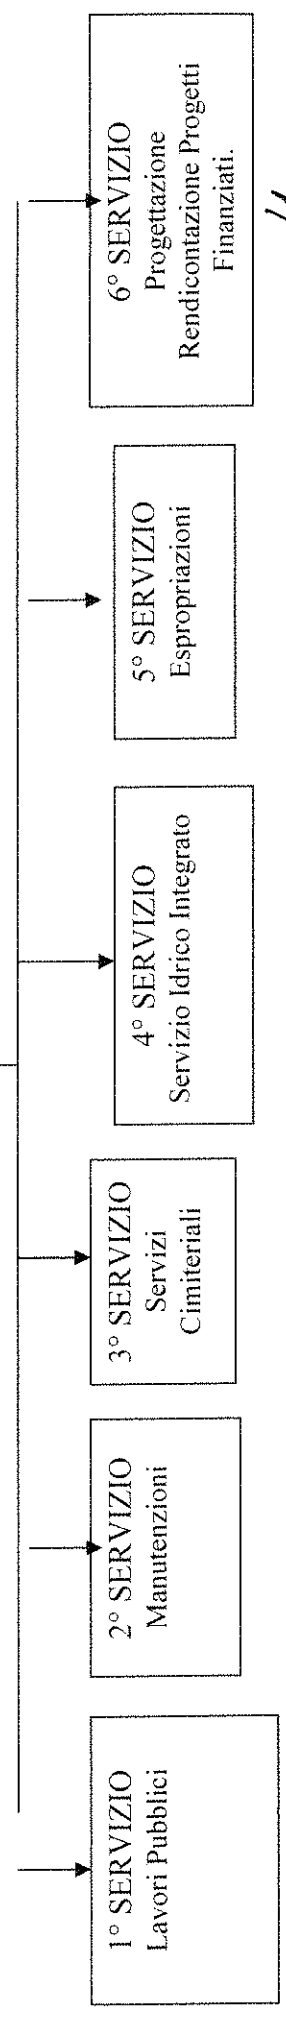 1° SERVIZIO
Lavori Pubblici
2° SERVIZIO
Manutenzioni
3° SERVIZIO
Servizi
Cimiteriali
4° SERVIZIO
Servizio Idrico Integrato
5° SERVIZIO
Espropriazioni
6° SERVIZIO
Progettazione
Rendicontazione Progetti
Finanziati.